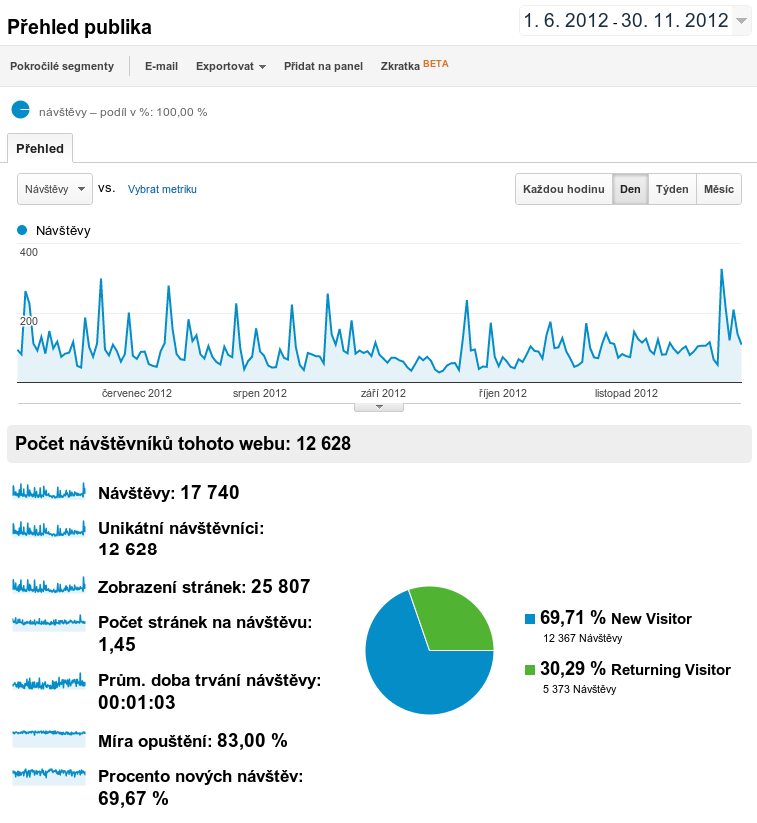 Přehled publika
1. 6. 2012 - 30. 11. 2012
Pokročilé segmenty
E-mail
Exportovat
Přidat na panel
Zkratka BETA
návštěvy – podíl v %: 100,00 %
Přehled
Návštěvy
vs.
Vybrat metriku
Každou hodinu
Den
Týden
Měsíc
Návštěvy
400
200
červenec 2012
srpen 2012
září 2012
říjen 2012
listopad 2012
Počet návštěvníků tohoto webu: 12 628
Návštěvy: 17 740
Unikátní návštěvníci:
12 628
Zobrazení stránek: 25 807
Počet stránek na návštěvu:
1,45
Prům. doba trvání návštěvy:
00:01:03
Míra opuštění: 83,00 %
Procento nových návštěv:
69,67 %
69,71 % New Visitor
12 367 Návštěvy
30,29 % Returning Visitor
5 373 Návštěvy